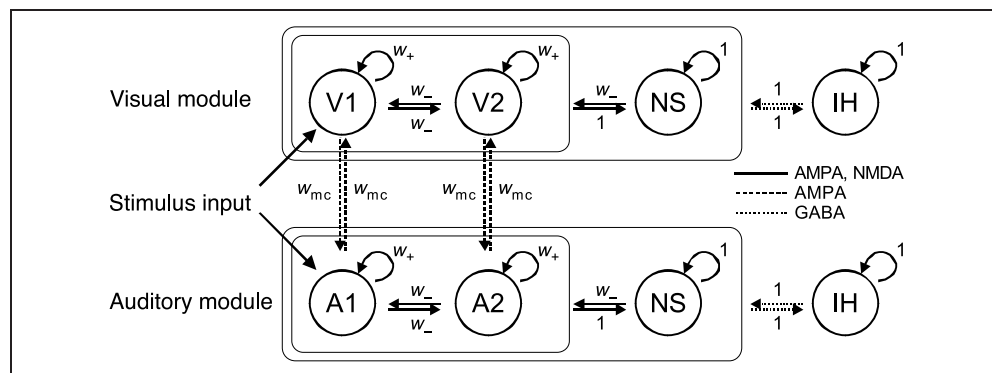 w+ w+ 1 1
Visual module V1 w− w− V2 w− 1 NS 1 1 IH
Stimulus input wmc wmc wmc wmc
AMPA, NMDA
AMPA
GABA
w+ w+ 1 1
Auditory module A1 w− w− A2 w− 1 NS 1 1 IH